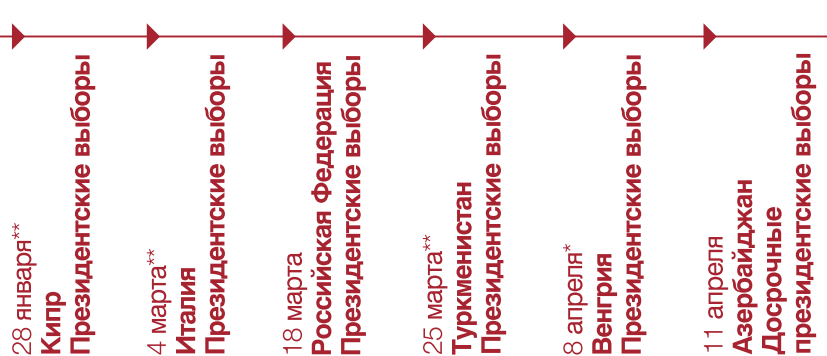 28 января**
Кипр
Президентские выборы
4 марта**
Италия
Президентские выборы
18 марта
Российская Федерация
Президентские выборы
25 марта**
Туркменистан
Президентские выборы
8 апреля*
Венгрия
Президентские выборы
11 апреля
Азербайджан
Досрочные
президентские выборы